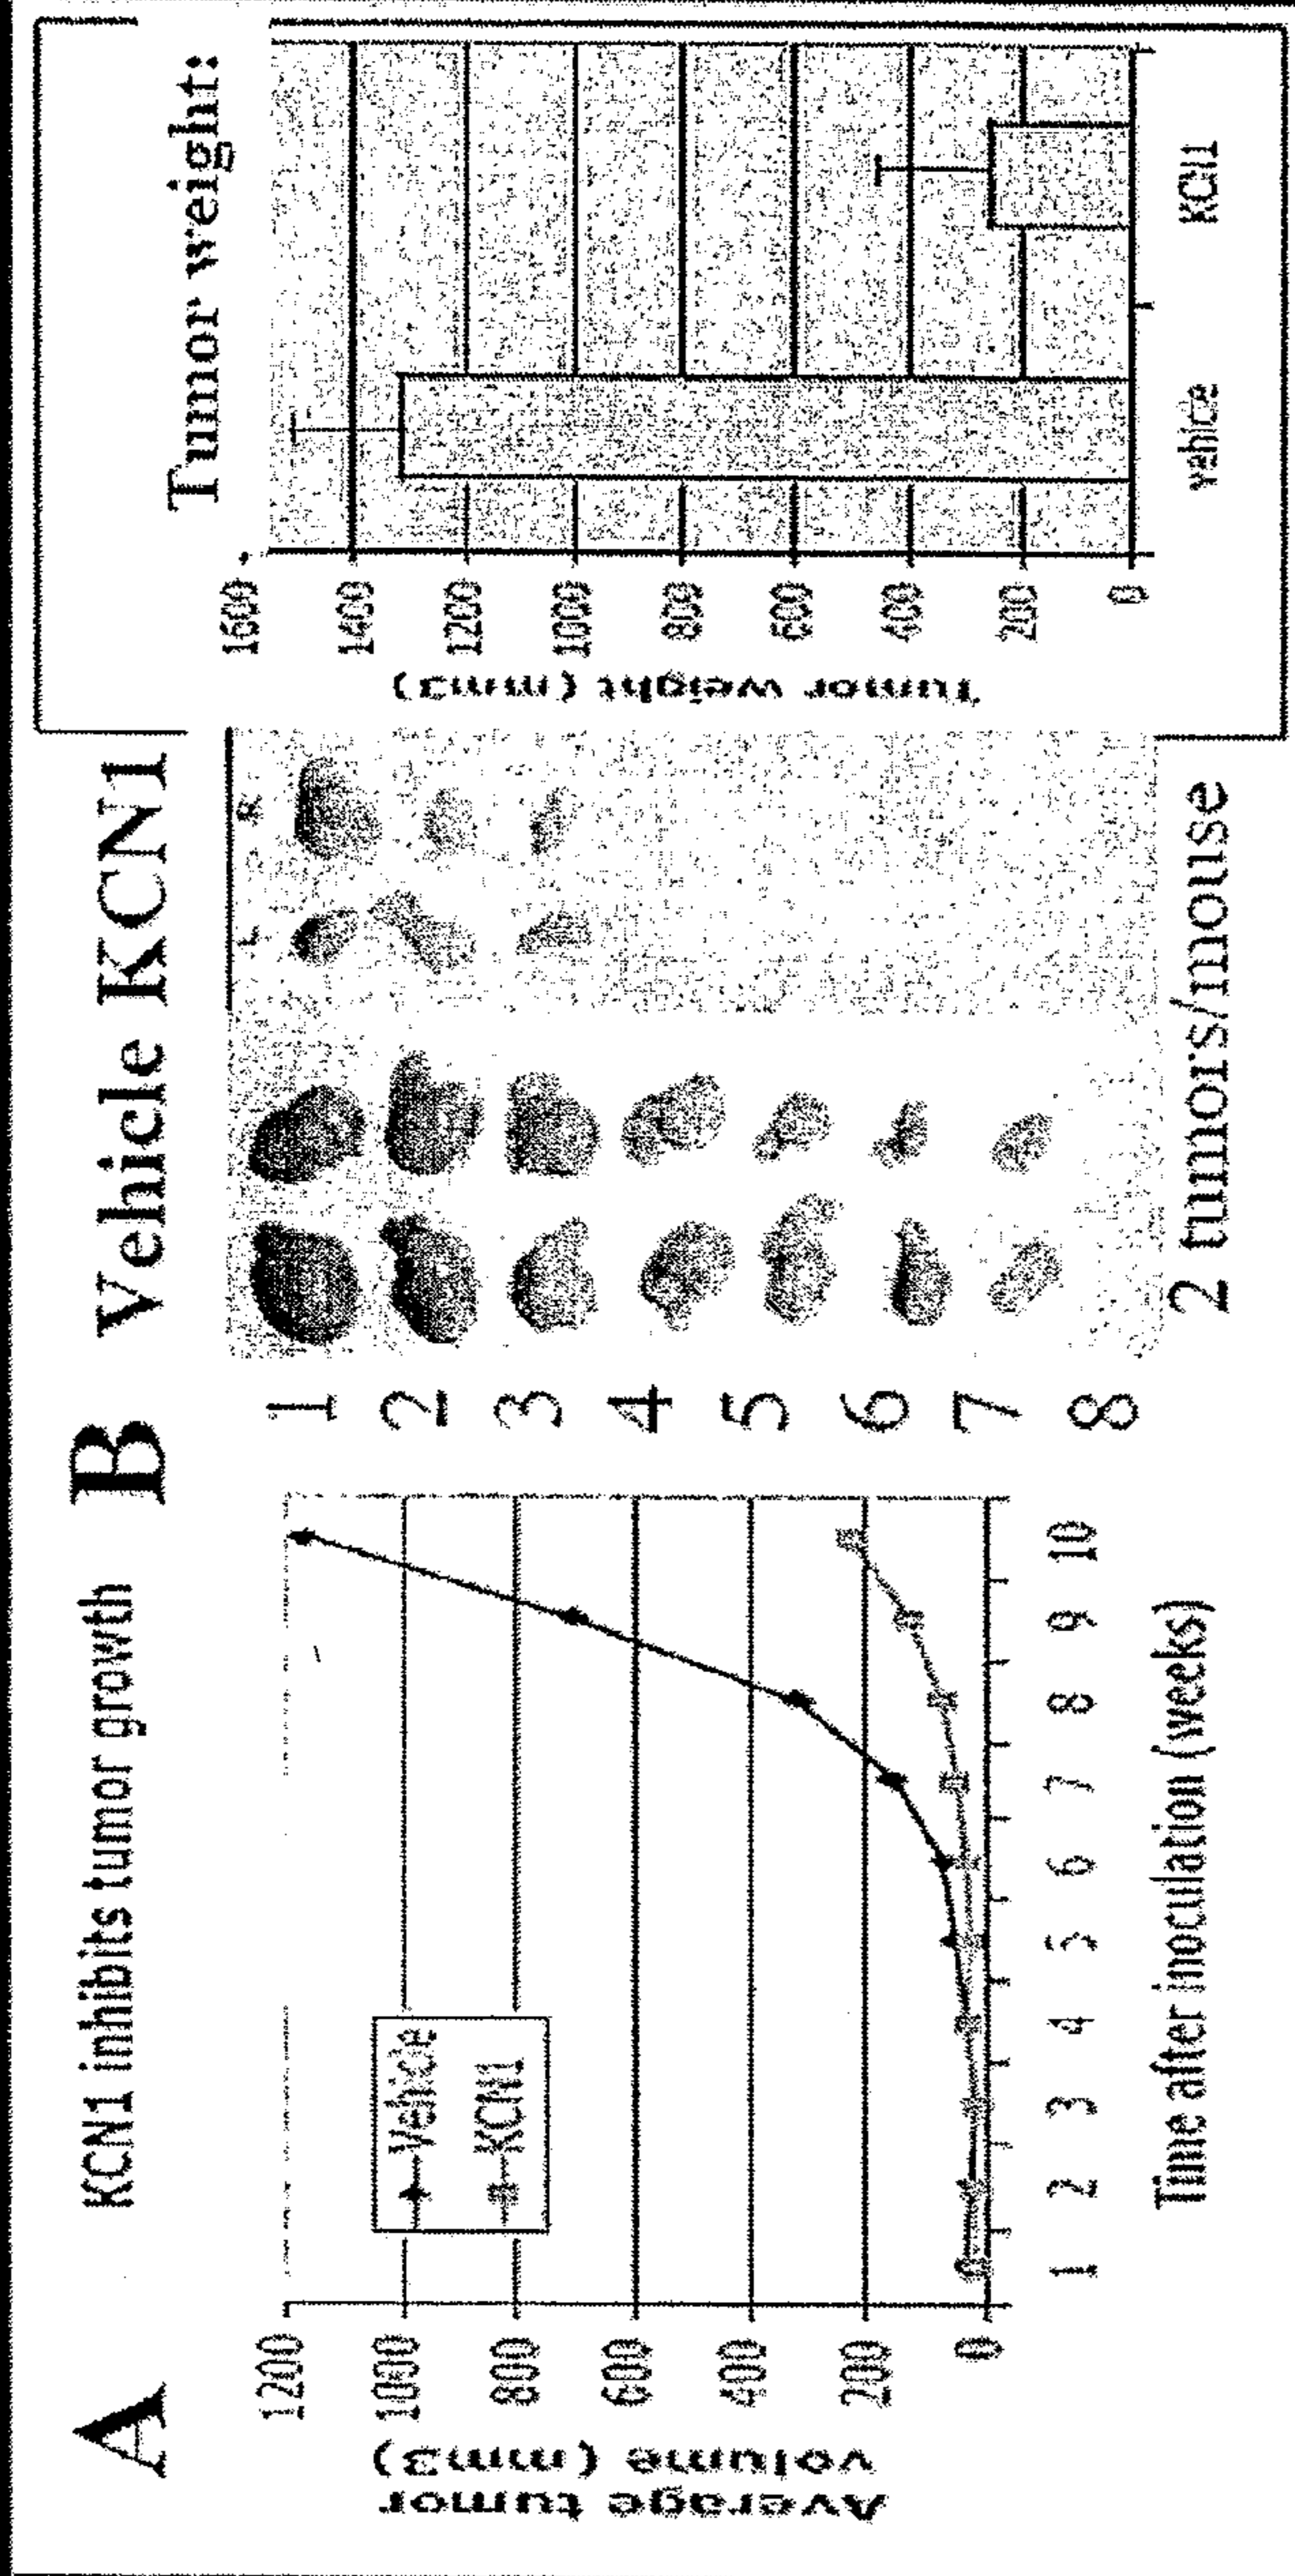 A
KCN1 inhibits tumor growth
Average tumor
volume (mm3)
1200
1000
800
600
400
200
0
Vehicle
KCN1
1 2 3 4 5 6 7 8 9 10
Time after inoculation (weeks)
B
Vehicle KCN1
L R
1
2
3
4
5
6
7
8
2 tumors/mouse
Tumor weight:
Tumor weight (mm3)
1600
1400
1200
1000
800
600
400
200
0
vehicle KCN1